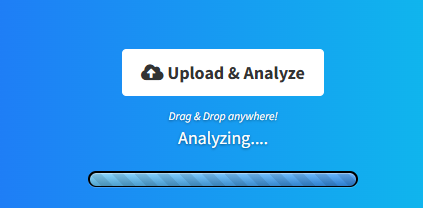 Upload & Analyze
Drag & Drop anywhere!
Analyzing....